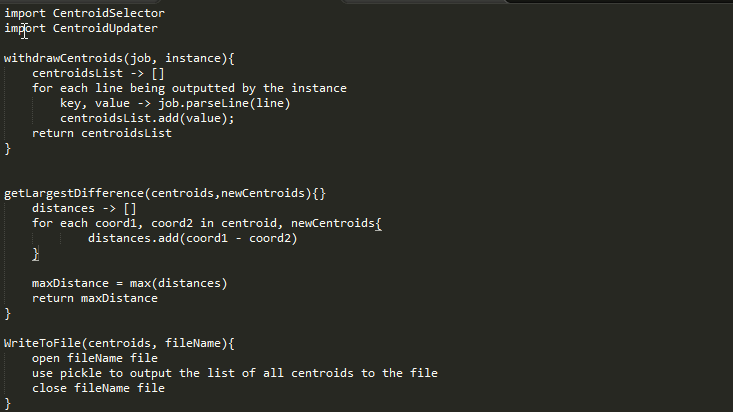 import CentroidSelector
import CentroidUpdater
withdrawCentroids(job, instance){
centroidsList -> []
for each line being outputted by the instance
key, value -> job.parseLine(line)
centroidsList.add(value);
return centroidsList
}
getLargestDifference(centroids,newCentroids){}
distances -> []
for each coord1, coord2 in centroid, newCentroids{
distances.add(coord1 - coord2)
}
maxDistance = max(distances)
return maxDistance
}
WriteToFile(centroids, fileName){
open fileName file
use pickle to output the list of all centroids to the file
close fileName file
}